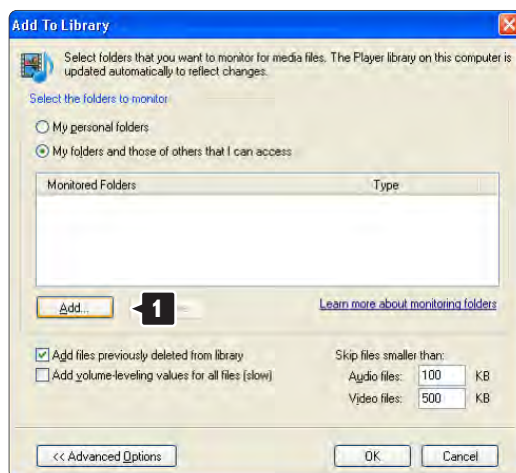 Add To Library
Select folders that you want to monitor for media files. The Player library on this computer is
updated automatically to reflect changes.
Select the folders to monitor
My personal folders
My folders and those of others that I can access
Monitored Folders Type
Add... 1 Learn more about monitoring folders
Add files previously deleted from library Skip files smaller than:
Add volume-leveling values for all files (slow) Audio files: 100 KB
Video files: 500 KB
<< Advanced Options OK Cancel